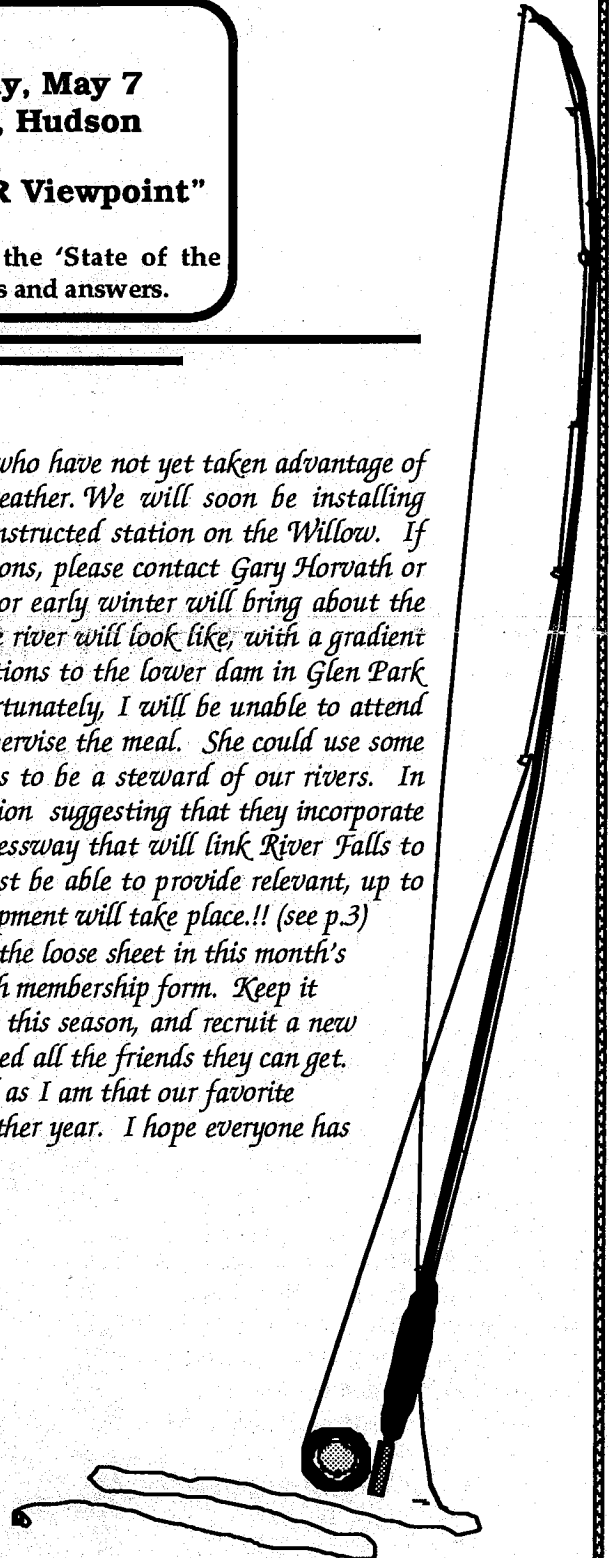 y, May 7
, Hudson
R Viewpoint"
the 'State of the
s and answers.
who have not yet taken advantage of
eather. We will soon be installing
nstructed station on the Willow. If
ons, please contact Gary Horvath or
or early winter will bring about the
e river will look like, with a gradient
tions to the lower dam in Glen Park
rtunately, I will be unable to attend
ervise the meal. She could use some
s to be a steward of our rivers. In
ion suggesting that they incorporate
essway that will link River Falls to
st be able to provide relevant, up to
pment will take place.!! (see p.3)
the loose sheet in this month's
h membership form. Keep it
this season, and recruit a new
ed all the friends they can get.
as I am that our favorite
ther year. I hope everyone has